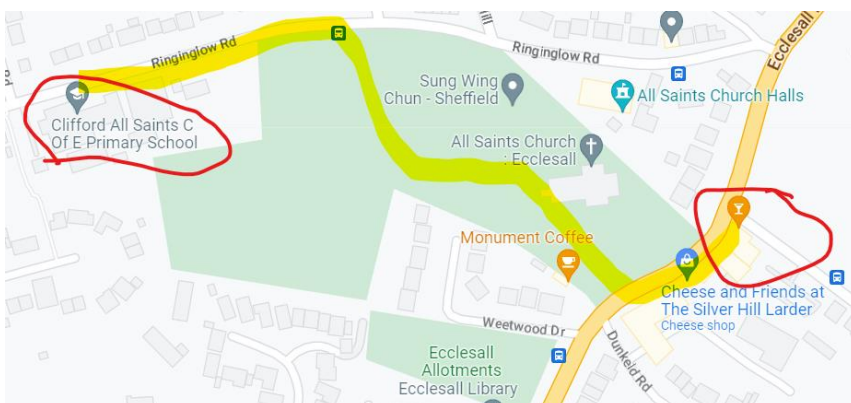 Ringinglow Rd
Ringinglow Rd
Sung Wing
Chun - Sheffield
All Saints Church Halls
Clifford All Saints C
Of E Primary School
All Saints Church
: Ecclesall
Monument Coffee
Cheese and Friends at
The Silver Hill Larder
Cheese shop
Weetwood Dr
Dunkeld Rd
Ecclesall
Allotments
Ecclesall Library
Ecclesall